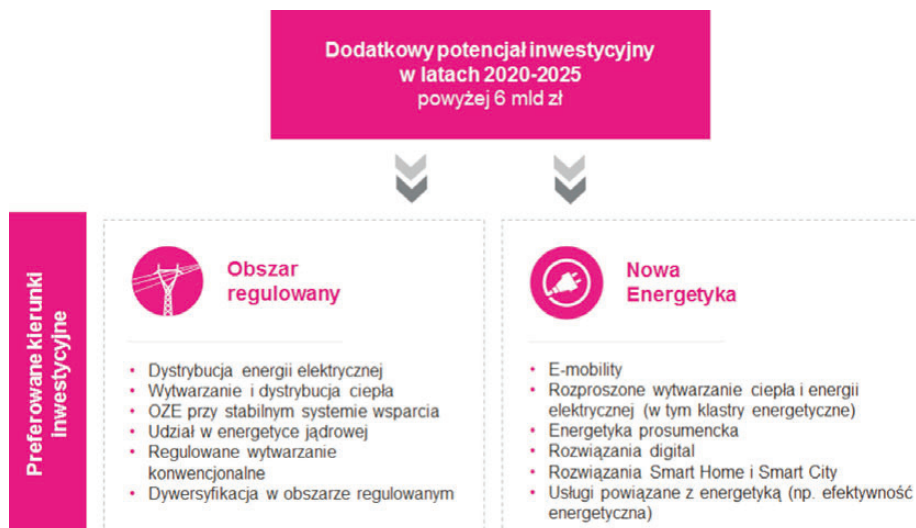 Dodatkowy potencjał inwestycyjny
w latach 2020-2025
powyżej 6 mld zł
Preferowane kierunki
inwestycyjne
Obszar
regulowany
• Dystrybucja energii elektrycznej
• Wytwarzanie i dystrybucja ciepła
• OZE przy stabilnym systemie wsparcia
• Udział w energetyce jądrowej
• Regulowane wytwarzanie
konwencjonalne
• Dywersyfikacja w obszarze regulowanym
Nowa
Energetyka
• E-mobility
• Rozproszone wytwarzanie ciepła i energii
elektrycznej (w tym klastry energetyczne)
• Energetyka prosumencka
• Rozwiązania digital
• Rozwiązania Smart Home i Smart City
• Usługi powiązane z energetyką (np. efektywność
energetyczna)